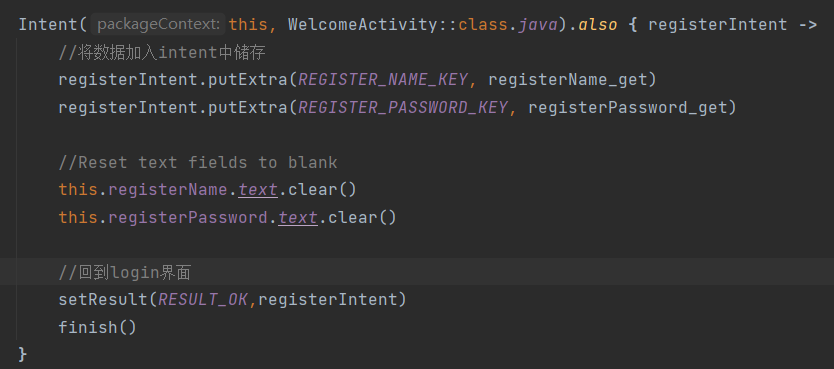 Intent( packageContext: this, WelcomeActivity::class.java).also { registerIntent ->
//将数据加入intent中储存
registerIntent.putExtra(REGISTER_NAME_KEY, registerName_get)
registerIntent.putExtra(REGISTER_PASSWORD_KEY, registerPassword_get)
//Reset text fields to blank
this.registerName.text.clear()
this.registerPassword.text.clear()
//回到login界面
setResult(RESULT_OK,registerIntent)
finish()
}